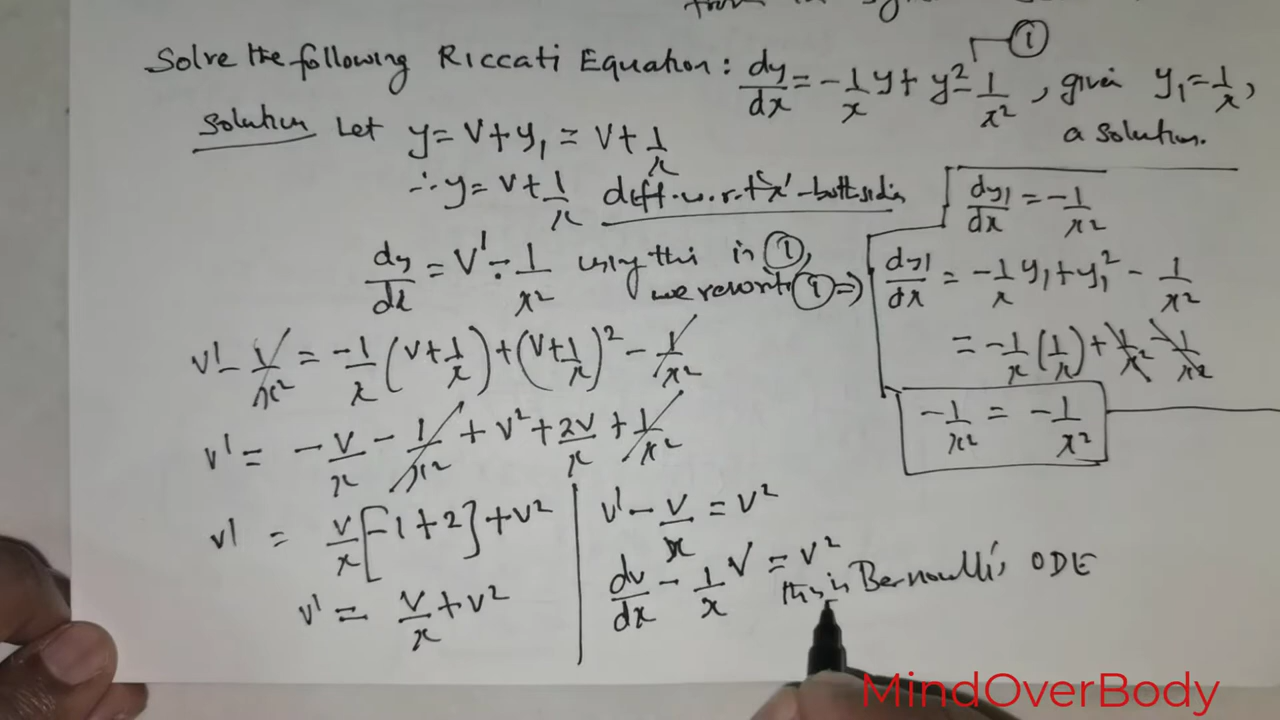 Solve the following Riccati Equation: dy/dx = -1/x y + y² - 1/x² ①, given y₁ = 1/x, a solution.
Solution Let y = V + y₁ = V + 1/x
∴ y = V + 1/x diff. w.r.t 'x' - both sides
dy/dx = V' - 1/x² using this in ①, we rewrite ① ⇒
V' - 1/x² = -1/x (V + 1/x) + (V + 1/x)² - 1/x²
V' = -V/x - 1/x² + V² + 2V/x + 1/x²
V' = V/x [-1 + 2] + V²
V' = V/x + V²
V' - V/x = V²
dv/dx - 1/x V = V²
this is Bernoulli's ODE
dy₁/dx = -1/x²
dy₁/dx = -1/x y₁ + y₁² - 1/x²
= -1/x (1/x) + 1/x² - 1/x²
-1/x² = -1/x²
MindOverBody